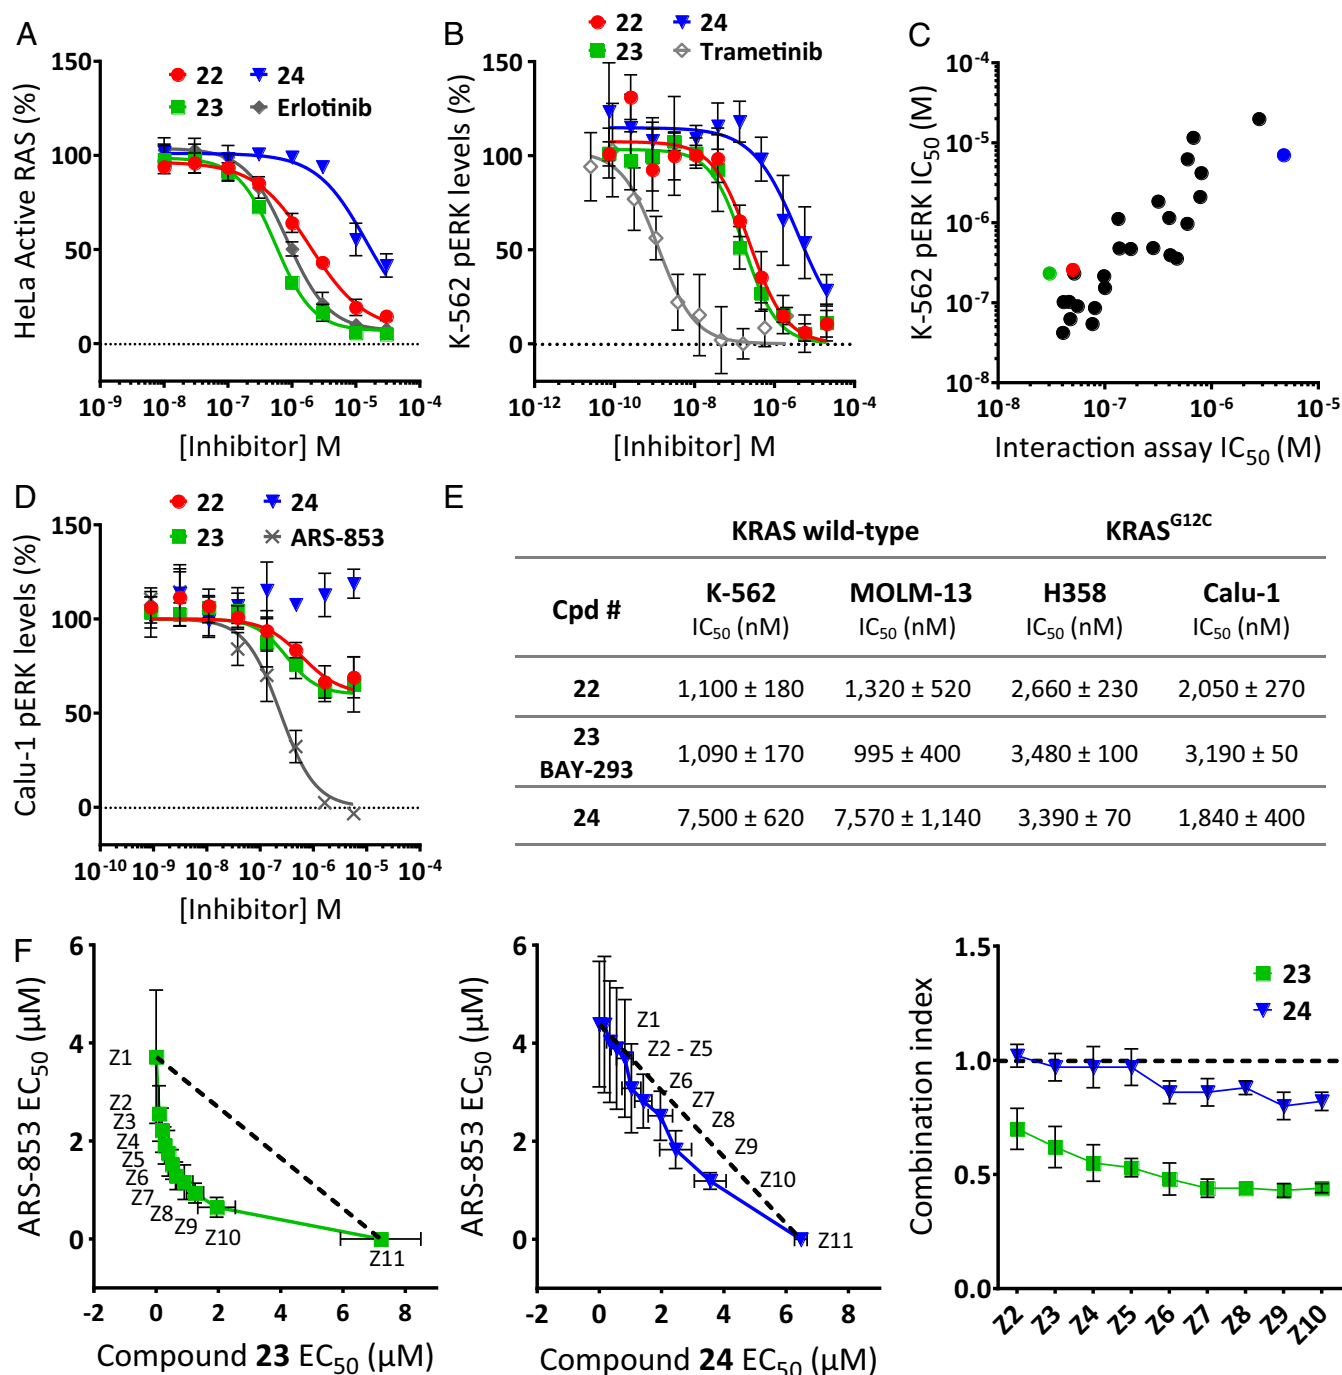 A
22
24
23
Erlotinib
HeLa Active RAS (%)
150
100
50
0
10⁻⁹ 10⁻⁸ 10⁻⁷ 10⁻⁶ 10⁻⁵ 10⁻⁴
[Inhibitor] M
B
22
24
23
Trametinib
K-562 pERK levels (%)
150
100
50
0
10⁻¹² 10⁻¹⁰ 10⁻⁸ 10⁻⁶ 10⁻⁴
[Inhibitor] M
C
K-562 pERK IC₅₀ (M)
10⁻⁴
10⁻⁵
10⁻⁶
10⁻⁷
10⁻⁸
10⁻⁸ 10⁻⁷ 10⁻⁶ 10⁻⁵
Interaction assay IC₅₀ (M)
D
22
24
23
ARS-853
Calu-1 pERK levels (%)
150
100
50
0
10⁻¹⁰ 10⁻⁹ 10⁻⁸ 10⁻⁷ 10⁻⁶ 10⁻⁵ 10⁻⁴
[Inhibitor] M
E
KRAS wild-type KRAS^G12C
Cpd # K-562 IC₅₀ (nM) MOLM-13 IC₅₀ (nM) H358 IC₅₀ (nM) Calu-1 IC₅₀ (nM)
22 1,100 ± 180 1,320 ± 520 2,660 ± 230 2,050 ± 270
23 BAY-293 1,090 ± 170 995 ± 400 3,480 ± 100 3,190 ± 50
24 7,500 ± 620 7,570 ± 1,140 3,390 ± 70 1,840 ± 400
F
ARS-853 EC₅₀ (µM)
6
4
2
0
Z1
Z2
Z3
Z4
Z5
Z6
Z7
Z8
Z9
Z10
Z11
-2 0 2 4 6 8
Compound 23 EC₅₀ (µM)
ARS-853 EC₅₀ (µM)
6
4
2
0
Z1
Z2 - Z5
Z6
Z7
Z8
Z9
Z10
Z11
-2 0 2 4 6 8
Compound 24 EC₅₀ (µM)
Combination index
1.5
1.0
0.5
0.0
23
24
Z2 Z3 Z4 Z5 Z6 Z7 Z8 Z9 Z10